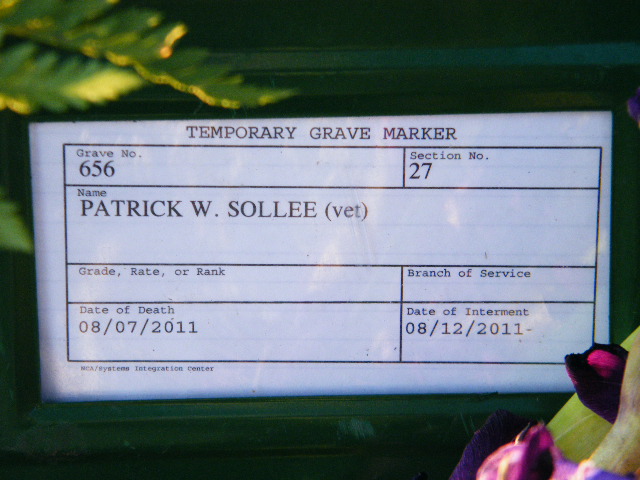 TEMPORARY GRAVE MARKER
Grave No.
656
Section No.
27
Name
PATRICK W. SOLLEE (vet)
Grade, Rate, or Rank
Branch of Service
Date of Death
08/07/2011
Date of Interment
08/12/2011-
NCA/Systems Integration Center